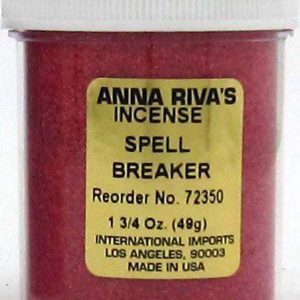 ANNA RIVA'S
INCENSE
SPELL
BREAKER
Reorder No. 72350
1 3/4 Oz. (49g)
INTERNATIONAL IMPORTS
LOS ANGELES, 90003
MADE IN USA